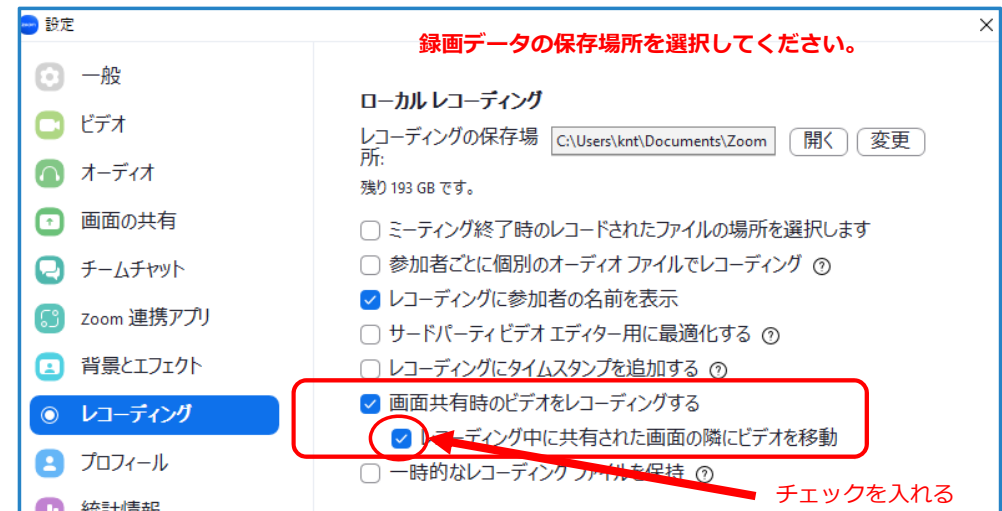 設定
録画データの保存場所を選択してください。
一般
ビデオ
オーディオ
画面の共有
チームチャット
Zoom 連携アプリ
背景とエフェクト
レコーディング
プロフィール
統計情報
ローカル レコーディング
レコーディングの保存場
所:
C:\Users\knt\Documents\Zoom
開く
変更
残り 193 GB です。
ミーティング終了時のレコードされたファイルの場所を選択します
参加者ごとに個別のオーディオ ファイルでレコーディング
レコーディングに参加者の名前を表示
サードパーティ ビデオ エディター用に最適化する
レコーディングにタイムスタンプを追加する
画面共有時のビデオをレコーディングする
レコーディング中に共有された画面の隣にビデオを移動
一時的なレコーディング ファイルを保持
チェックを入れる